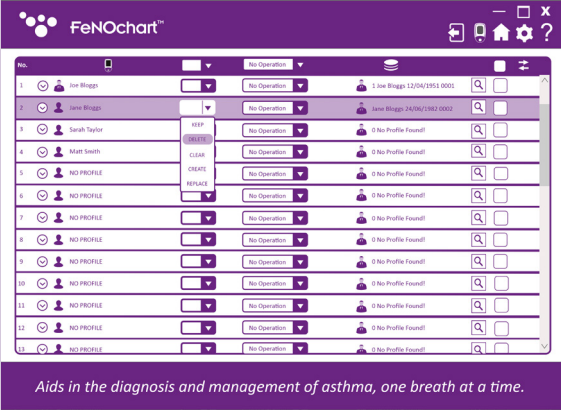 FeNOchart™
X
?
No. No Operation
1 Joe Bloggs No Operation 1 Joe Bloggs 12/04/1951 0001
2 Jane Bloggs No Operation Jane Bloggs 24/06/1982 0002
KEEP
3 Sarah Taylor No Operation 0 No Profile Found!
DELETE
4 Matt Smith No Operation 0 No Profile Found!
CLEAR
5 NO PROFILE No Operation 0 No Profile Found!
CREATE
REPLACE
6 NO PROFILE No Operation 0 No Profile Found!
7 NO PROFILE No Operation 0 No Profile Found!
8 NO PROFILE No Operation 0 No Profile Found!
9 NO PROFILE No Operation 0 No Profile Found!
10 NO PROFILE No Operation 0 No Profile Found!
11 NO PROFILE No Operation 0 No Profile Found!
12 NO PROFILE No Operation 0 No Profile Found!
13 NO PROFILE No Operation 0 No Profile Found!
Aids in the diagnosis and management of asthma, one breath at a time.